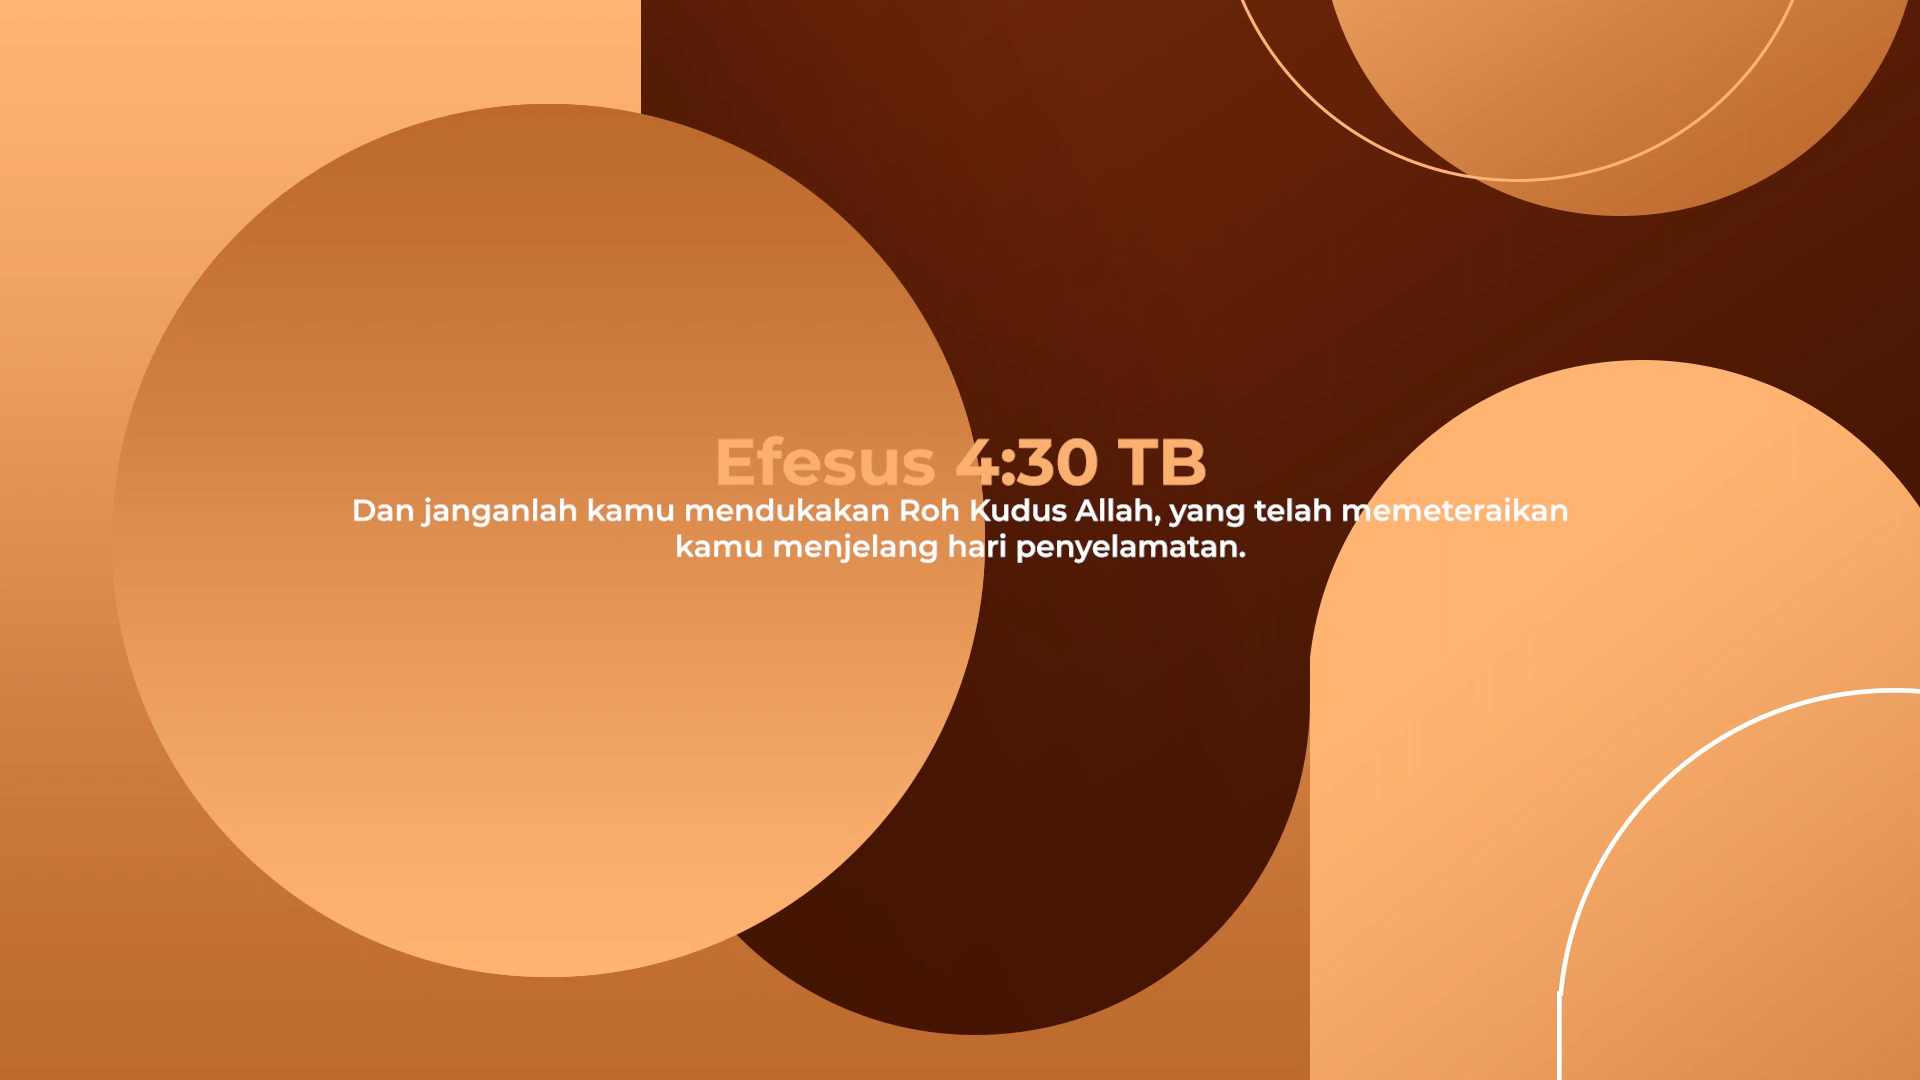 Efesus 4:30 TB
Dan janganlah kamu mendukakan Roh Kudus Allah, yang telah memeteraikan
kamu menjelang hari penyelamatan.